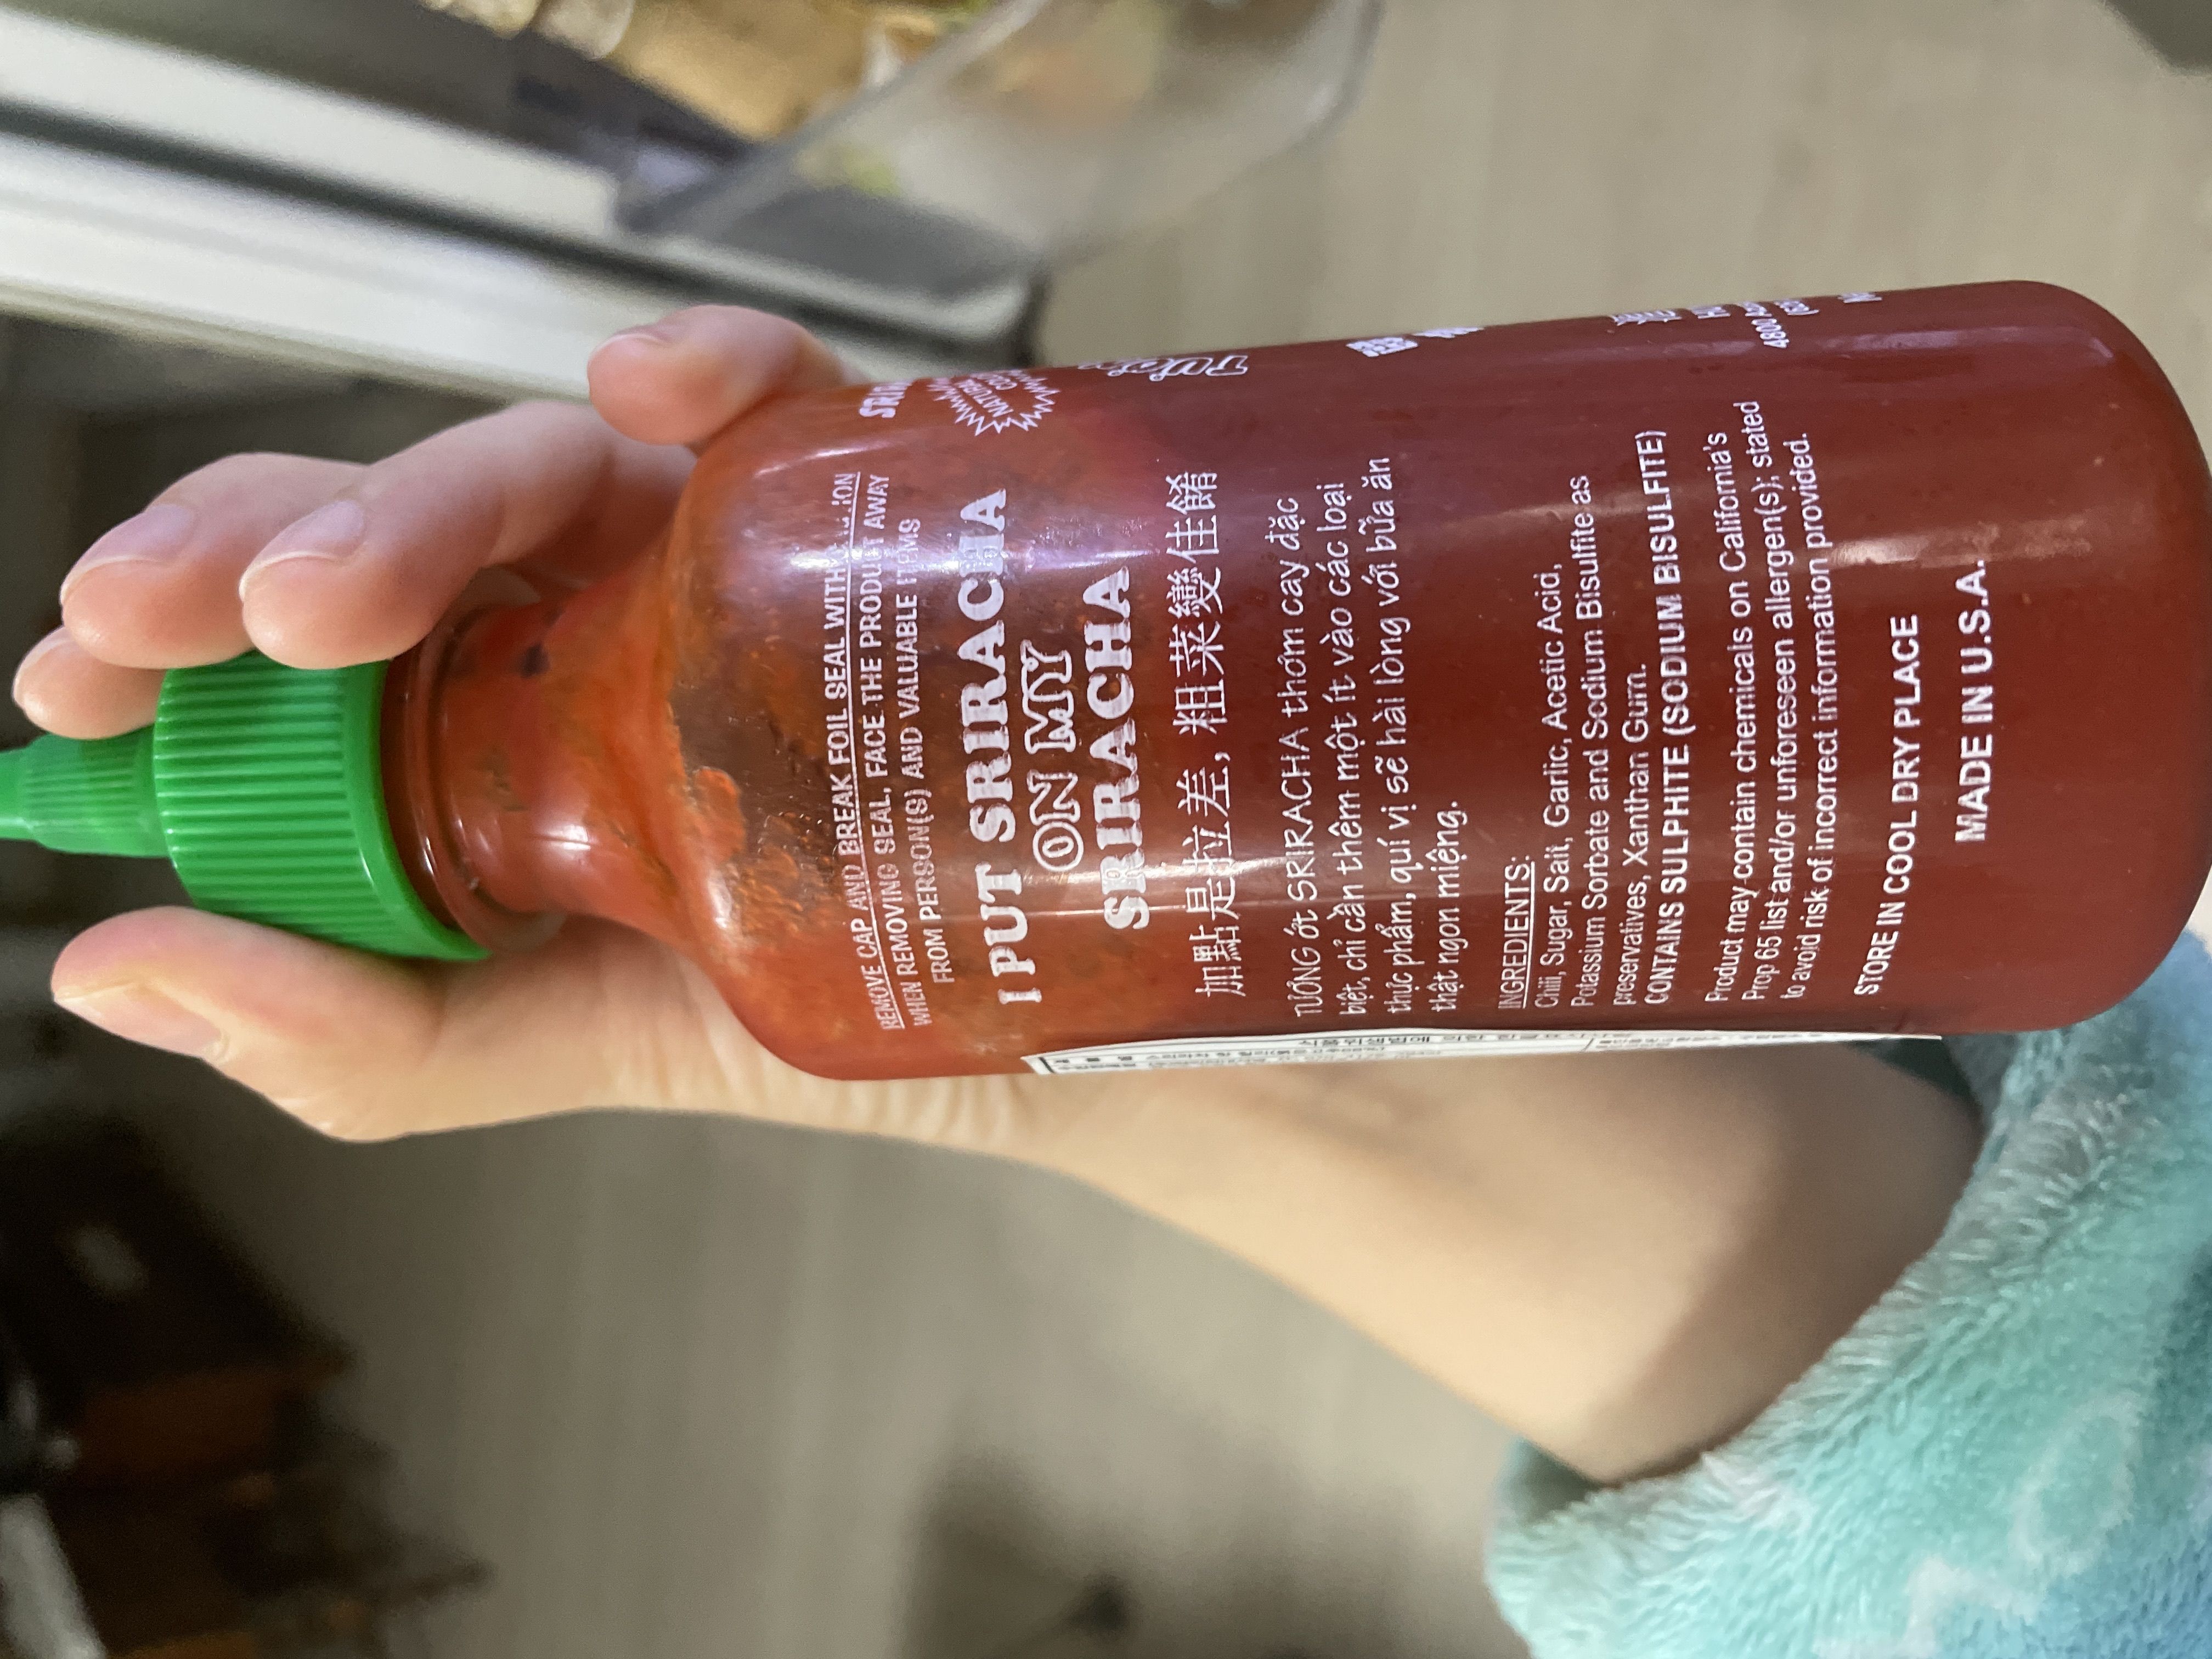 REMOVE CAP AND BREAK FOIL SEAL WITH
WHEN REMOVING SEAL, FACE THE PRODUCT AWAY
FROM PERSON(S) AND VALUABLE ITEMS
I PUT SRIRACHA
ON MY
SRIRACHA
加點是拉差, 粗菜變佳餚
TƯƠNG ớt SRIRACHA thơm cay đặc
biệt, chỉ cần thêm một ít vào các loại
thực phẩm, quí vị sẽ hài lòng với bữa ăn
thật ngon miệng.
INGREDIENTS:
Chili, Sugar, Salt, Garlic, Acetic Acid,
Potassium Sorbate and Sodium Bisulfite as
preservatives, Xanthan Gum.
CONTAINS SULPHITE (SODIUM BISULFITE)
Product may contain chemicals on California's
Prop 65 list and/or unforeseen allergen(s); stated
to avoid risk of incorrect information provided.
STORE IN COOL DRY PLACE
MADE IN U.S.A.
4800